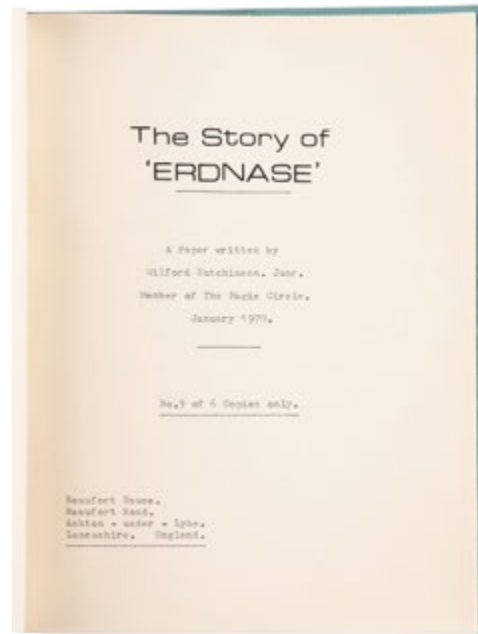 The Story of
'ERDNASE'
A Paper written by
Wilford Hutchinson. Junr.
Member of The Magic Circle.
January 1970.
No.5 of 6 Copies only.
Beaufort House.
Beaufort Road.
Ashton - under - Lyne.
Lancashire. England.